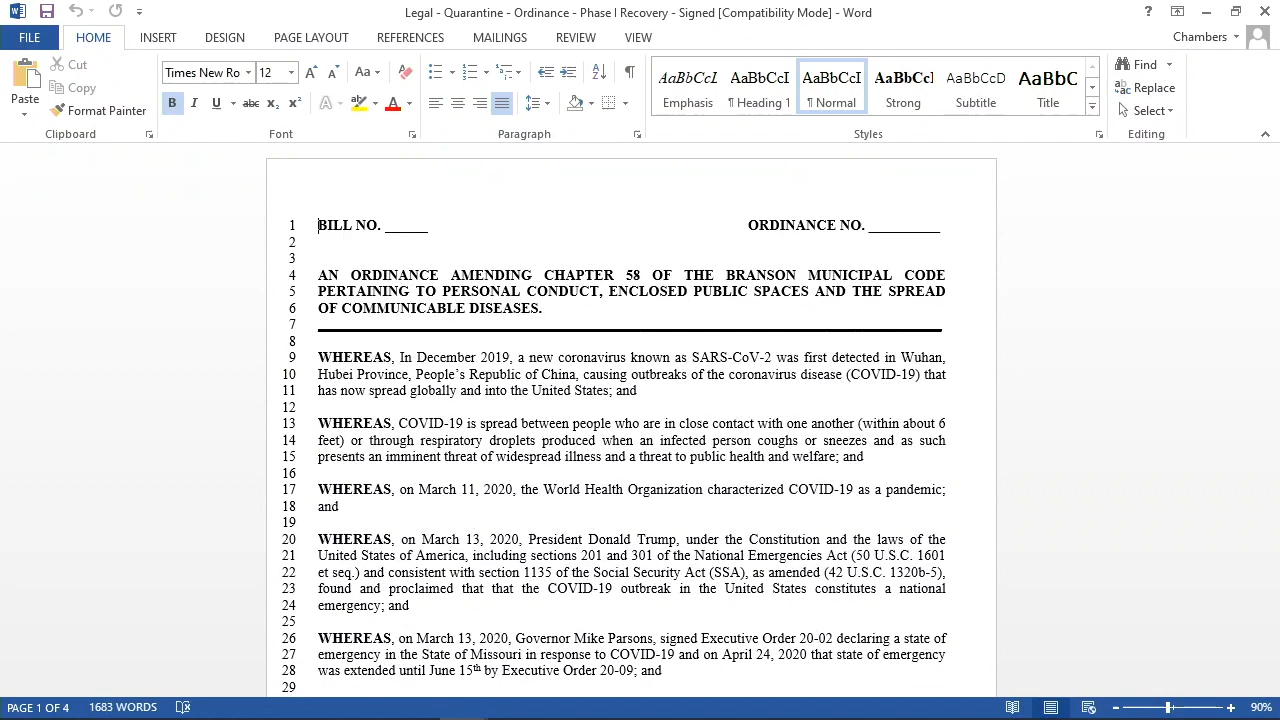 Legal - Quarantine - Ordinance - Phase I Recovery - Signed [Compatibility Mode] - Word
?
FILE HOME INSERT DESIGN PAGE LAYOUT REFERENCES MAILINGS REVIEW VIEW Chambers
Paste
Cut
Copy
Format Painter
Clipboard
Times New Ro 12
Aa
B I U abc x₂ x²
A ab A
Font
Paragraph
AaBbCcI AaBbCcI AaBbCcI AaBbCcI AaBbCcD AaBbC
Emphasis ¶ Heading 1 ¶ Normal Strong Subtitle Title
Styles
Find
Replace
Select
Editing
1 BILL NO. ______ ORDINANCE NO. __________
2
3
4 AN ORDINANCE AMENDING CHAPTER 58 OF THE BRANSON MUNICIPAL CODE
5 PERTAINING TO PERSONAL CONDUCT, ENCLOSED PUBLIC SPACES AND THE SPREAD
6 OF COMMUNICABLE DISEASES.
7
8
9 WHEREAS, In December 2019, a new coronavirus known as SARS-CoV-2 was first detected in Wuhan,
10 Hubei Province, People’s Republic of China, causing outbreaks of the coronavirus disease (COVID-19) that
11 has now spread globally and into the United States; and
12
13 WHEREAS, COVID-19 is spread between people who are in close contact with one another (within about 6
14 feet) or through respiratory droplets produced when an infected person coughs or sneezes and as such
15 presents an imminent threat of widespread illness and a threat to public health and welfare; and
16
17 WHEREAS, on March 11, 2020, the World Health Organization characterized COVID-19 as a pandemic;
18 and
19
20 WHEREAS, on March 13, 2020, President Donald Trump, under the Constitution and the laws of the
21 United States of America, including sections 201 and 301 of the National Emergencies Act (50 U.S.C. 1601
22 et seq.) and consistent with section 1135 of the Social Security Act (SSA), as amended (42 U.S.C. 1320b-5),
23 found and proclaimed that that the COVID-19 outbreak in the United States constitutes a national
24 emergency; and
25
26 WHEREAS, on March 13, 2020, Governor Mike Parsons, signed Executive Order 20-02 declaring a state of
27 emergency in the State of Missouri in response to COVID-19 and on April 24, 2020 that state of emergency
28 was extended until June 15th by Executive Order 20-09; and
29
PAGE 1 OF 4 1683 WORDS 90%